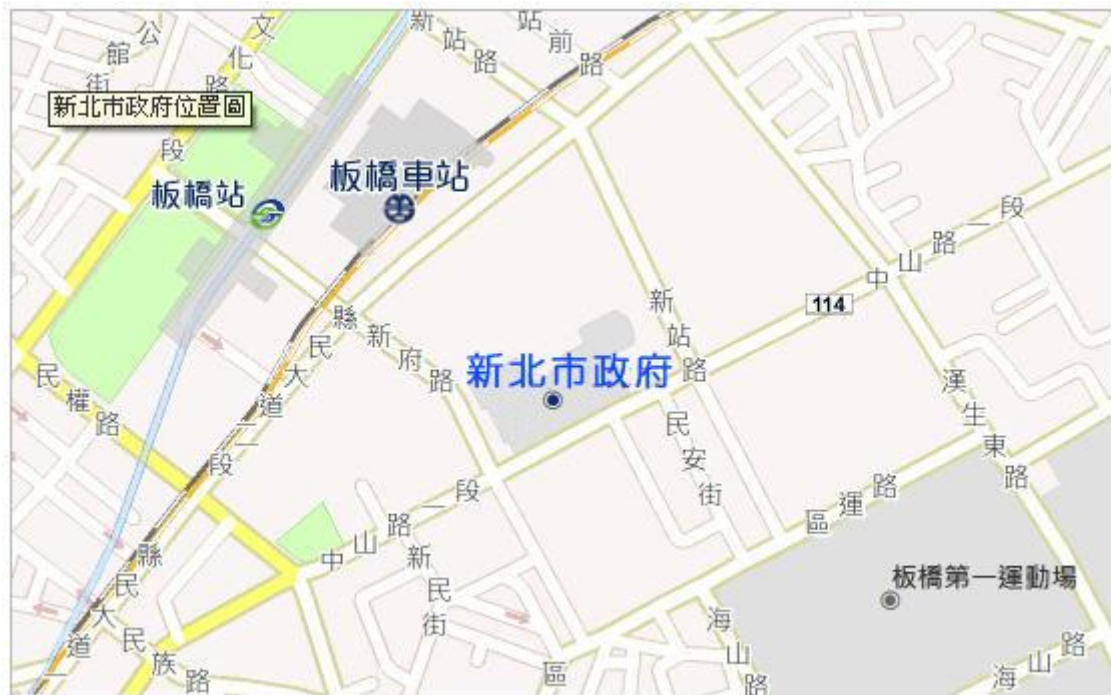 公館街
文化路
段
新站路
站前路
新北市政府位置圖
板橋站
板橋車站
中山路一段
114
新站路
縣民大道二段
新府路
新北市政府
民權路
漢生東路
民安街
區運路
中山路一段
新民街
板橋第一運動場
縣民大道一
民族路
區
海山路
海山路